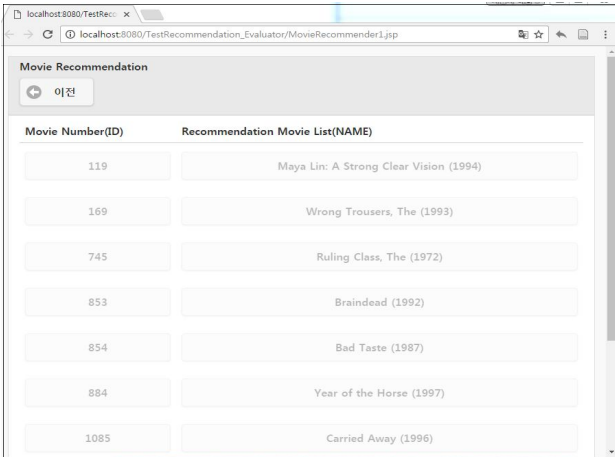 localhost:8080/TestReco
localhost:8080/TestRecommendation_Evaluator/MovieRecommender1.jsp
Movie Recommendation
이전
Movie Number(ID) Recommendation Movie List(NAME)
119 Maya Lin: A Strong Clear Vision (1994)
169 Wrong Trousers, The (1993)
745 Ruling Class, The (1972)
853 Braindead (1992)
854 Bad Taste (1987)
884 Year of the Horse (1997)
1085 Carried Away (1996)